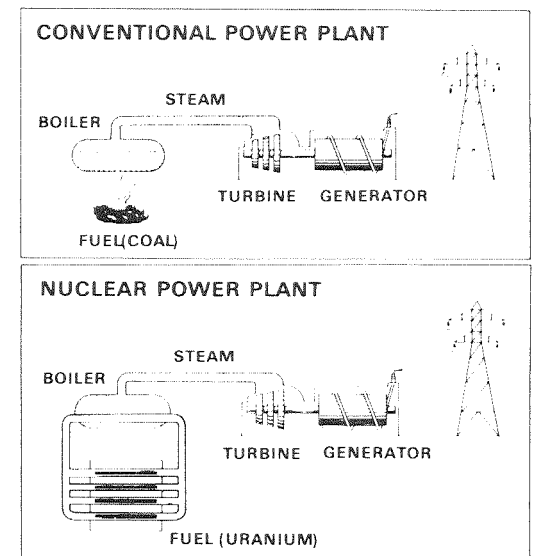 CONVENTIONAL POWER PLANT
STEAM
BOILER
TURBINE GENERATOR
FUEL(COAL)
NUCLEAR POWER PLANT
STEAM
BOILER
TURBINE GENERATOR
FUEL (URANIUM)